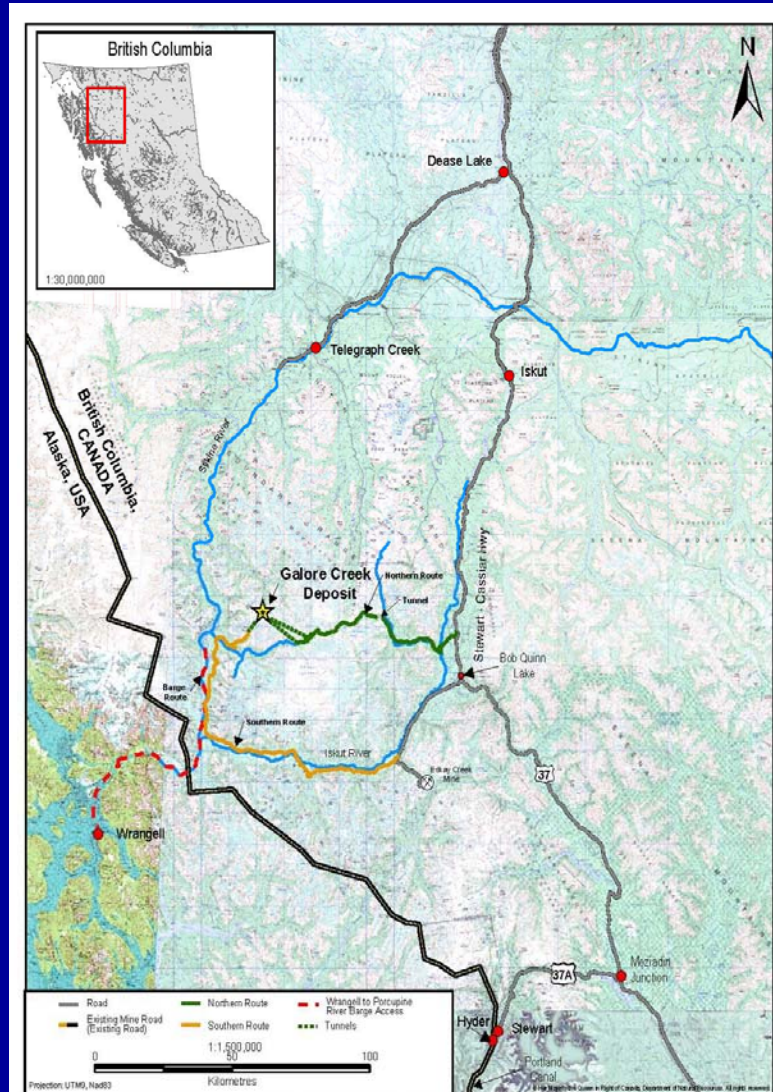 British Columbia
1:30,000,000
N
Dease Lake
Telegraph Creek
Iskut
British Columbia,
CANADA
Alaska, USA
Stikine River
Galore Creek
Deposit
Northern Route
Tunnel
Stewart - Cassiar Hwy
Bob Quinn
Lake
Barge
Route
Southern Route
Iskut River
Eskay Creek
Mine
37
Wrangell
Meziadin
Junction
37A
Hyder
Stewart
Portland
Canal
Road
Northern Route
Wrangell to Porcupine
River Barge Access
Existing Mine Road
(Existing Road)
Southern Route
Tunnels
1:1,500,000
0
50
100
Kilometres
Projection: UTM9, Nad83